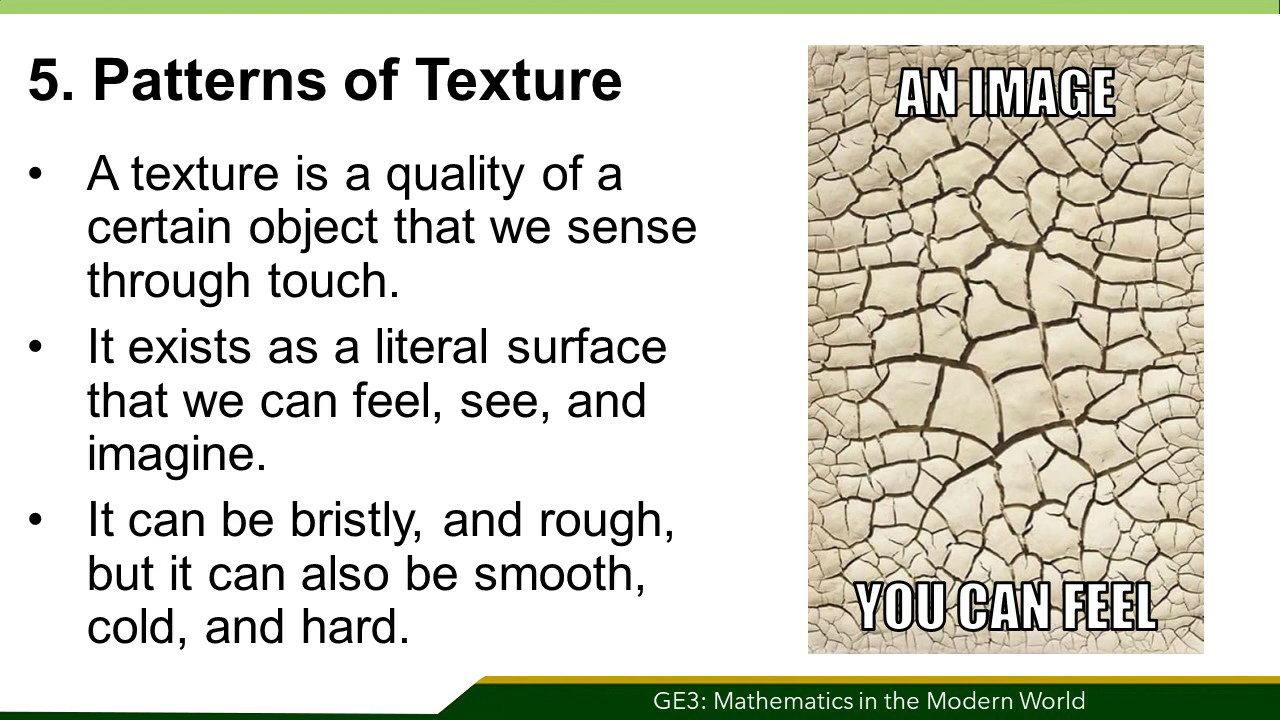 5. Patterns of Texture
• A texture is a quality of a
certain object that we sense
through touch.
• It exists as a literal surface
that we can feel, see, and
imagine.
• It can be bristly, and rough,
but it can also be smooth,
cold, and hard.
AN IMAGE
YOU CAN FEEL
GE3: Mathematics in the Modern World